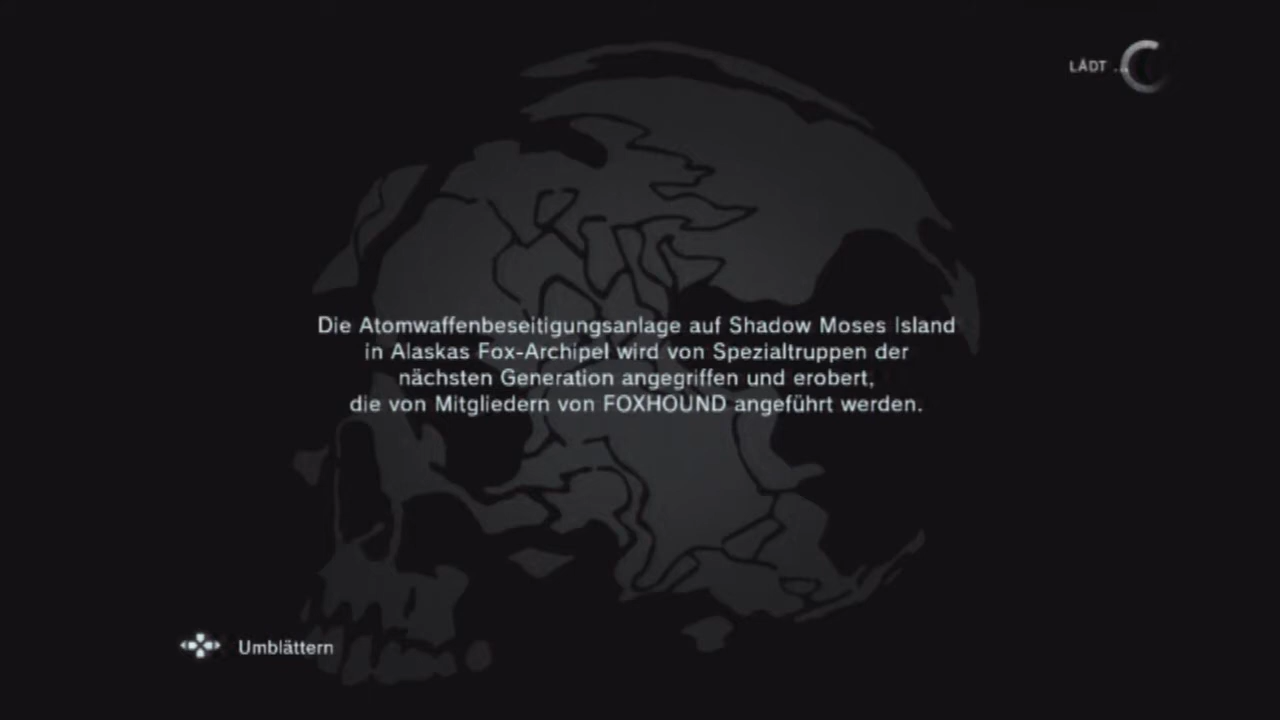 LÄDT ...
Die Atomwaffenbeseitigungsanlage auf Shadow Moses Island
in Alaskas Fox-Archipel wird von Spezialtruppen der
nächsten Generation angegriffen und erobert,
die von Mitgliedern von FOXHOUND angeführt werden.
Umblättern